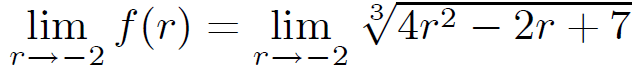 lim_{r→−2} f(r) = lim_{r→−2} ∛(4r² − 2r + 7)